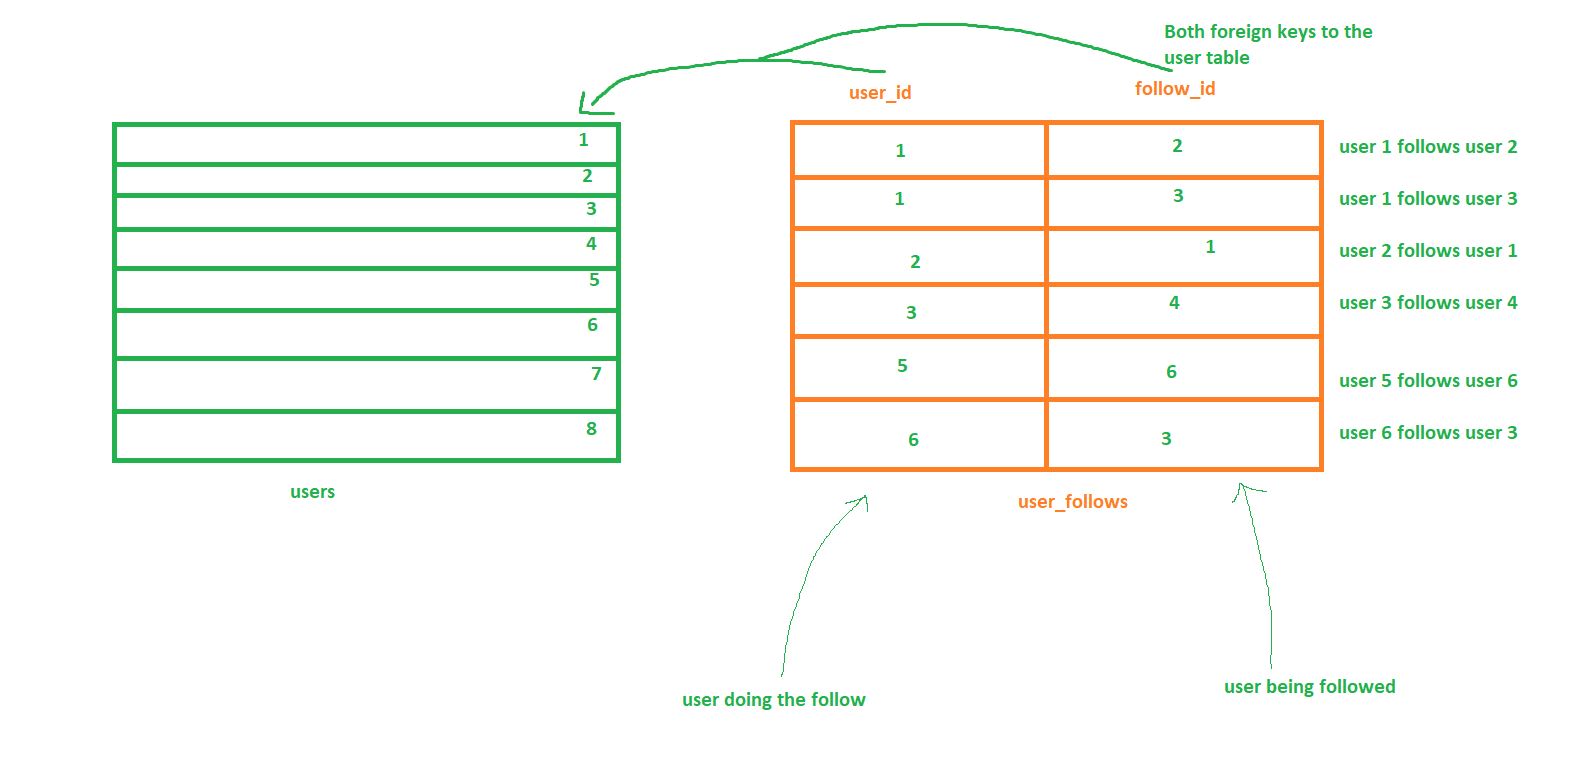 Both foreign keys to the
user table
user_id
follow_id
1
2
3
4
5
6
7
8
users
1 2 user 1 follows user 2
1 3 user 1 follows user 3
2 1 user 2 follows user 1
3 4 user 3 follows user 4
5 6 user 5 follows user 6
6 3 user 6 follows user 3
user_follows
user doing the follow
user being followed